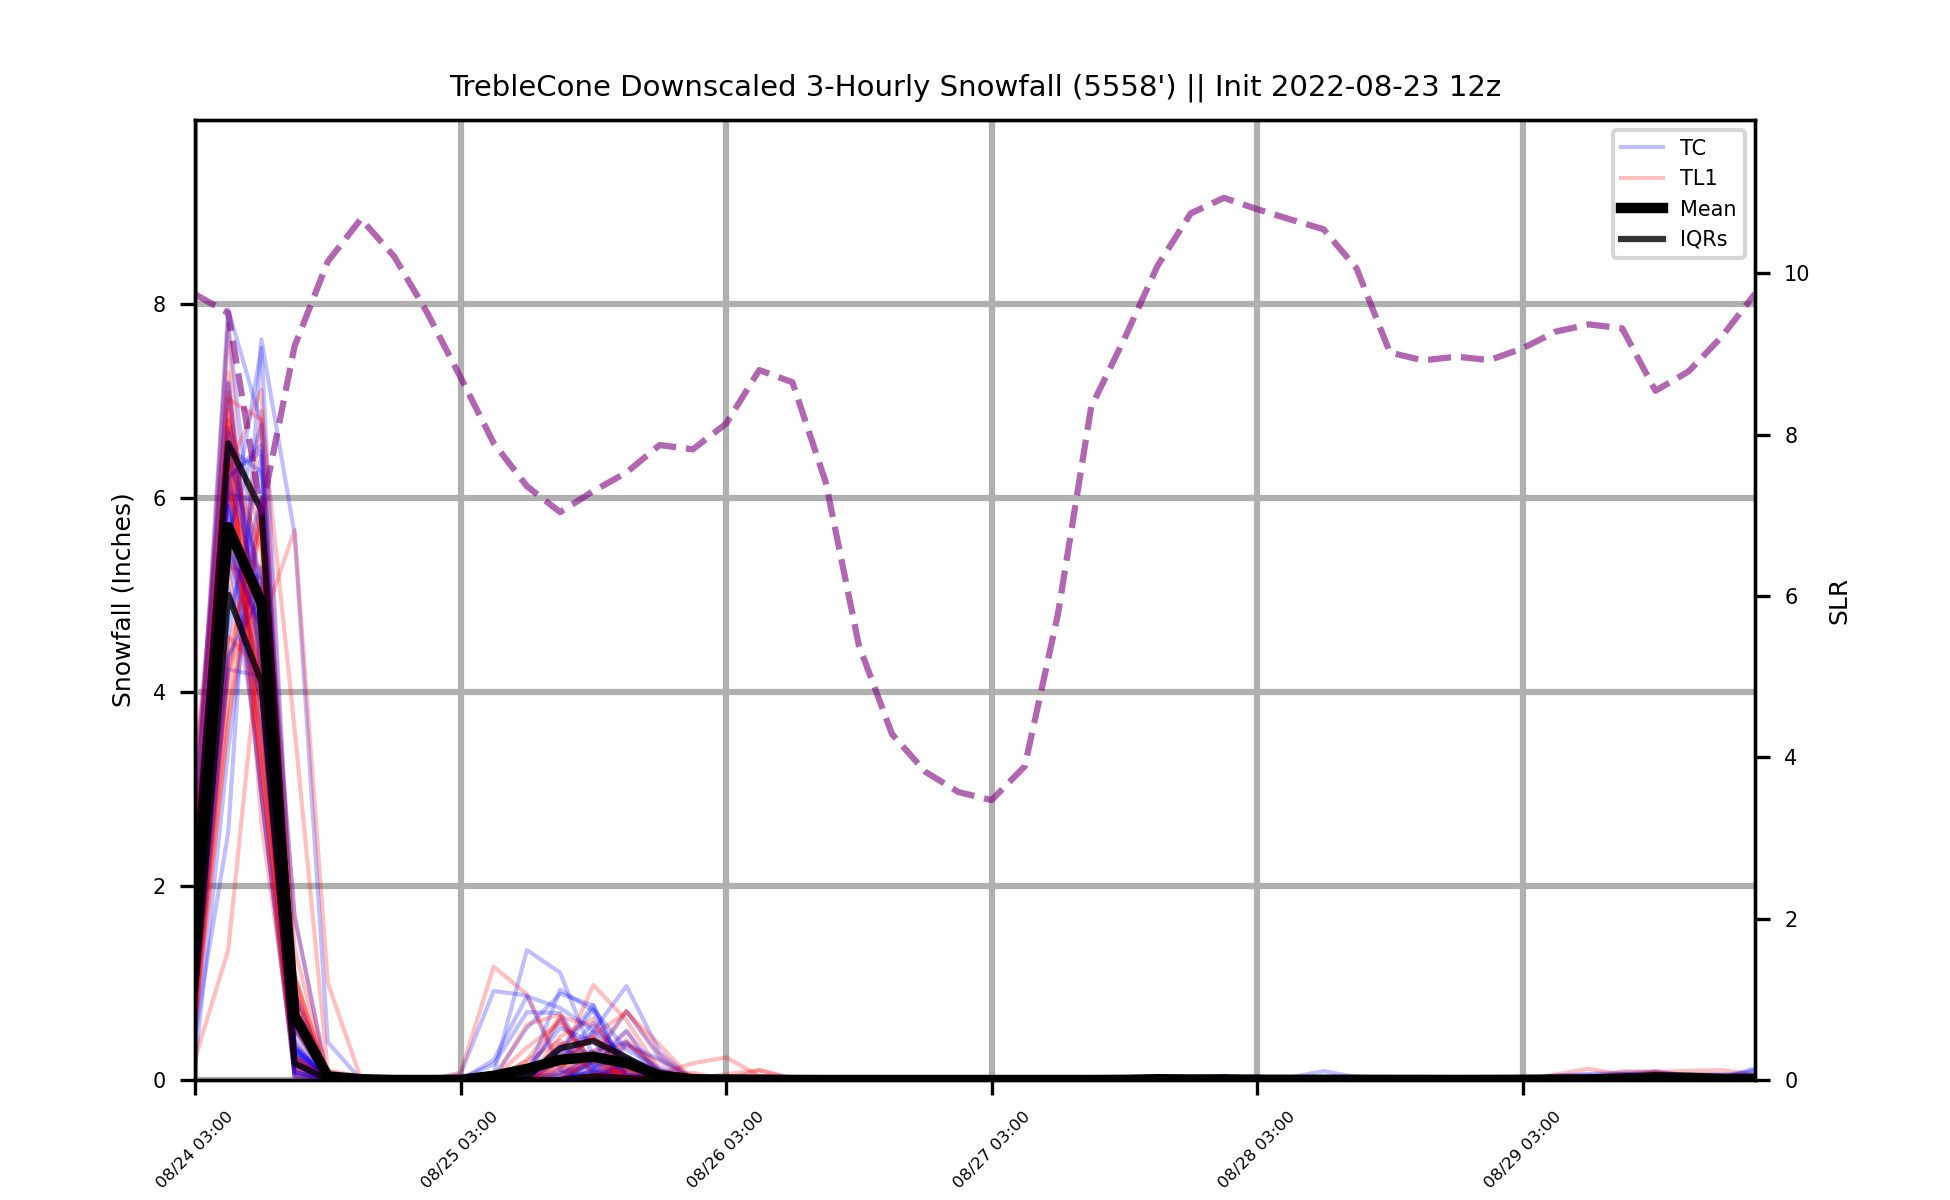 TrebleCone Downscaled 3-Hourly Snowfall (5558') || Init 2022-08-23 12z
TC
TL1
Mean
IQRs
Snowfall (Inches)
8
6
4
2
0
SLR
10
8
6
4
2
0
08/24 03:00
08/25 03:00
08/26 03:00
08/27 03:00
08/28 03:00
08/29 03:00